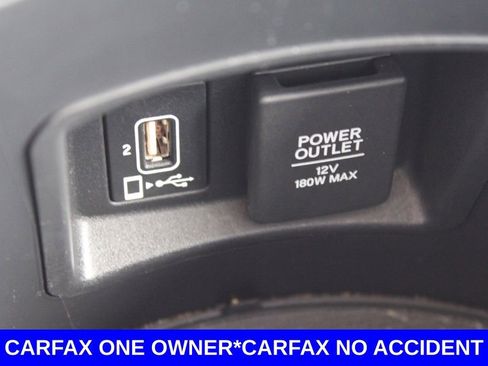 2
POWER
OUTLET
12V
180W MAX
CARFAX ONE OWNER*CARFAX NO ACCIDENT